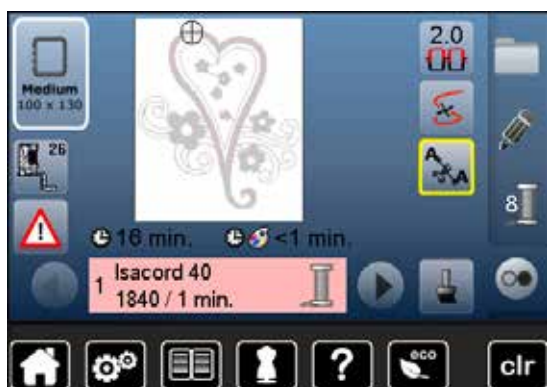 2.0
Medium
100 x 130
26
A
A
8
16 min. <1 min.
1 Isacord 40
1840 / 1 min.
?
eco
clr